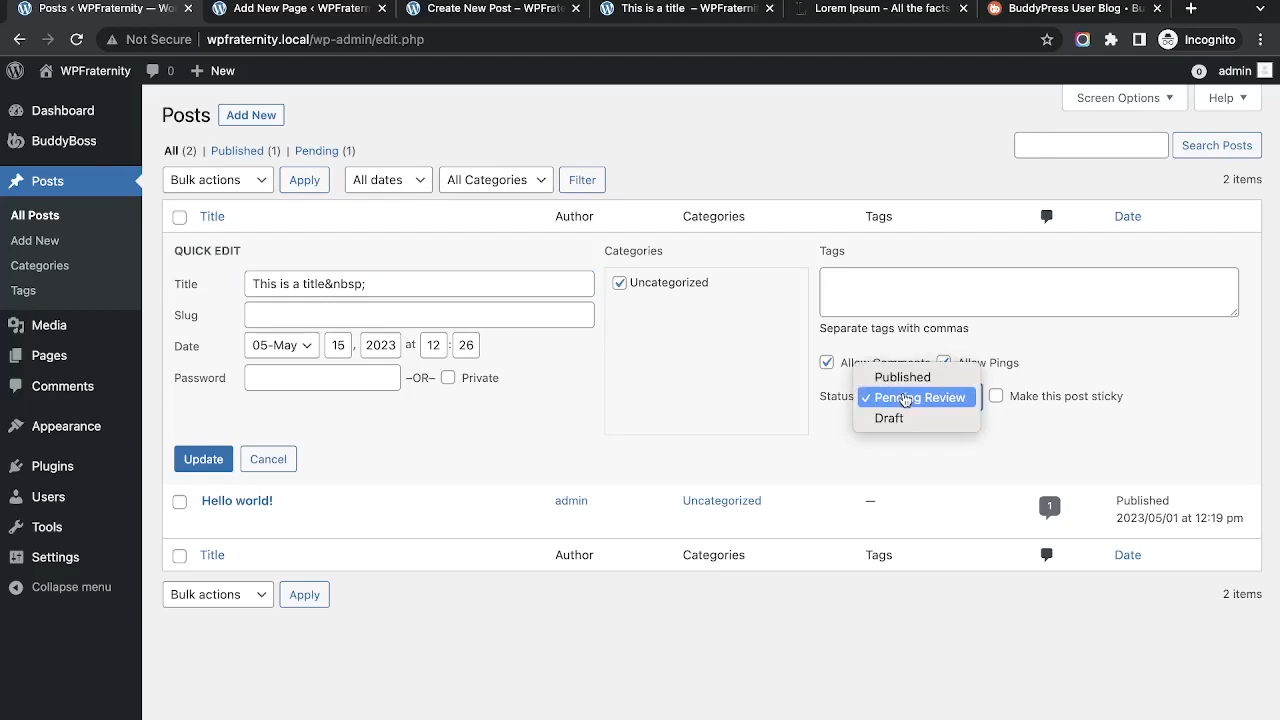 Posts ‹ WPFraternity — Wo
Add New Page ‹ WPFratern
Create New Post – WPFrate
This is a title – WPFraterni
Lorem Ipsum - All the facts
BuddyPress User Blog - Bu
Not Secure
wpfraternity.local/wp-admin/edit.php
Incognito
WPFraternity
0
New
0
admin
Dashboard
BuddyBoss
Posts
All Posts
Add New
Categories
Tags
Media
Pages
Comments
Appearance
Plugins
Users
Tools
Settings
Collapse menu
Posts
Add New
Screen Options
Help
All (2) | Published (1) | Pending (1)
Search Posts
Bulk actions
Apply
All dates
All Categories
Filter
2 items
Title
Author
Categories
Tags
Date
QUICK EDIT
Title
This is a title&nbsp;
Slug
Date
05-May 15 , 2023 at 12 : 26
Password
–OR–
Private
Categories
Uncategorized
Tags
Separate tags with commas
Allow Comments
Allow Pings
Status
Published
✓ Pending Review
Draft
Make this post sticky
Update
Cancel
Hello world!
admin
Uncategorized
—
1
Published
2023/05/01 at 12:19 pm
Title
Author
Categories
Tags
Date
Bulk actions
Apply
2 items